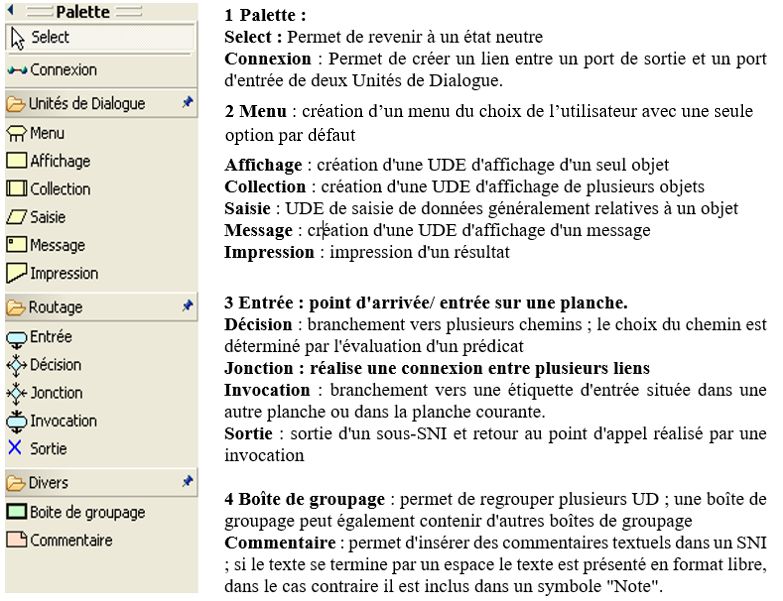 Palette
Select
Connexion
Unités de Dialogue
Menu
Affichage
Collection
Saisie
Message
Impression
Routage
Entrée
Décision
Jonction
Invocation
Sortie
Divers
Boite de groupage
Commentaire
1 Palette :
Select : Permet de revenir à un état neutre
Connexion : Permet de créer un lien entre un port de sortie et un port
d'entrée de deux Unités de Dialogue.
2 Menu : création d’un menu du choix de l’utilisateur avec une seule
option par défaut
Affichage : création d'une UDE d'affichage d'un seul objet
Collection : création d'une UDE d'affichage de plusieurs objets
Saisie : UDE de saisie de données généralement relatives à un objet
Message : création d'une UDE d'affichage d'un message
Impression : impression d'un résultat
3 Entrée : point d'arrivée/ entrée sur une planche.
Décision : branchement vers plusieurs chemins ; le choix du chemin est
déterminé par l'évaluation d'un prédicat
Jonction : réalise une connexion entre plusieurs liens
Invocation : branchement vers une étiquette d'entrée située dans une
autre planche ou dans la planche courante.
Sortie : sortie d'un sous-SNI et retour au point d'appel réalisé par une
invocation
4 Boîte de groupage : permet de regrouper plusieurs UD ; une boîte de
groupage peut également contenir d'autres boîtes de groupage
Commentaire : permet d'insérer des commentaires textuels dans un SNI
; si le texte se termine par un espace le texte est présenté en format libre,
dans le cas contraire il est inclus dans un symbole "Note".